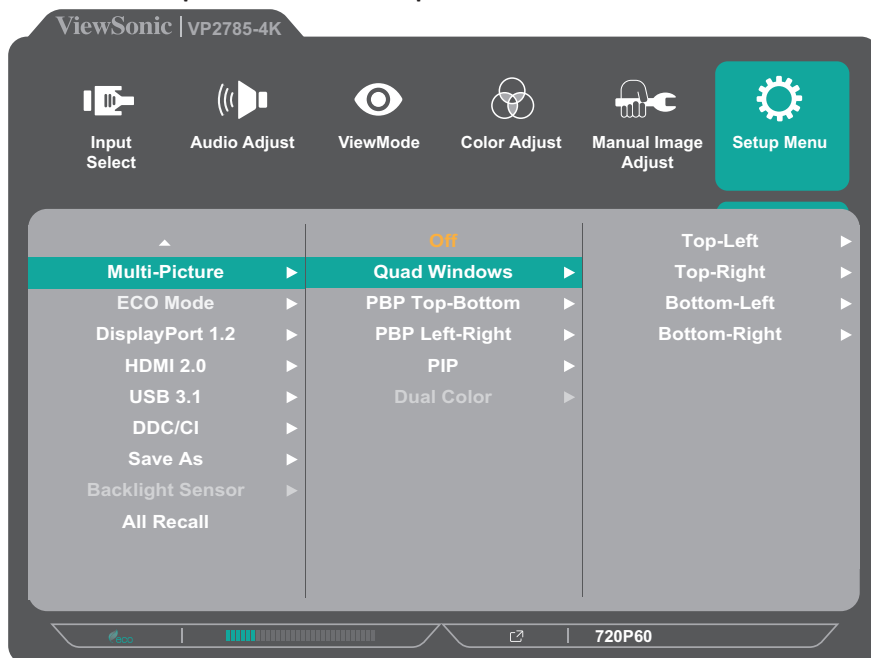 ViewSonic | VP2785-4K
Input Select
Audio Adjust
ViewMode
Color Adjust
Manual Image Adjust
Setup Menu
Multi-Picture
ECO Mode
DisplayPort 1.2
HDMI 2.0
USB 3.1
DDC/CI
Save As
Backlight Sensor
All Recall
Off
Quad Windows
PBP Top-Bottom
PBP Left-Right
PIP
Dual Color
Top-Left
Top-Right
Bottom-Left
Bottom-Right
eco
720P60